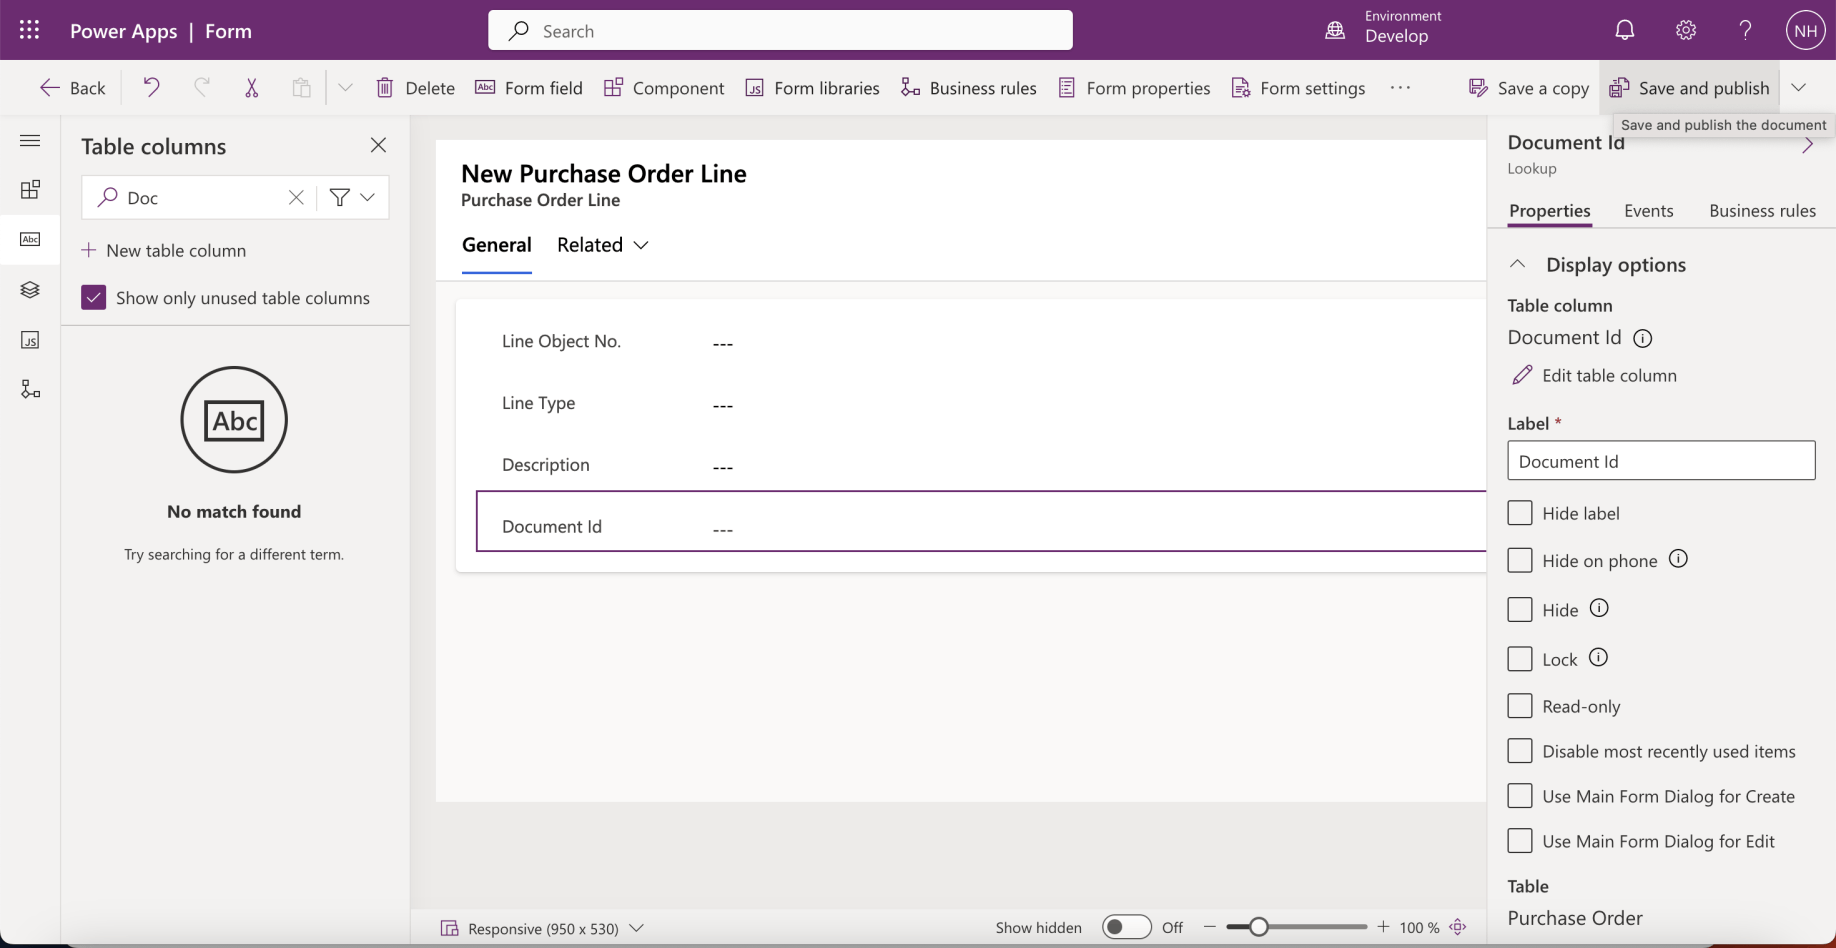 Power Apps | Form
Search
Environment
Develop
NH
Back
Delete
Abc Form field
Component
JS Form libraries
Business rules
Form properties
Form settings
Save a copy
Save and publish
Save and publish the document
Table columns
Doc
New table column
Show only unused table columns
Abc
JS
Abc
No match found
Try searching for a different term.
New Purchase Order Line
Purchase Order Line
General
Related
Line Object No. ---
Line Type ---
Description ---
Document Id ---
Responsive (950 x 530)
Show hidden
Off
100 %
Document Id
Lookup
Properties
Events
Business rules
Display options
Table column
Document Id
Edit table column
Label *
Document Id
Hide label
Hide on phone
Hide
Lock
Read-only
Disable most recently used items
Use Main Form Dialog for Create
Use Main Form Dialog for Edit
Table
Purchase Order